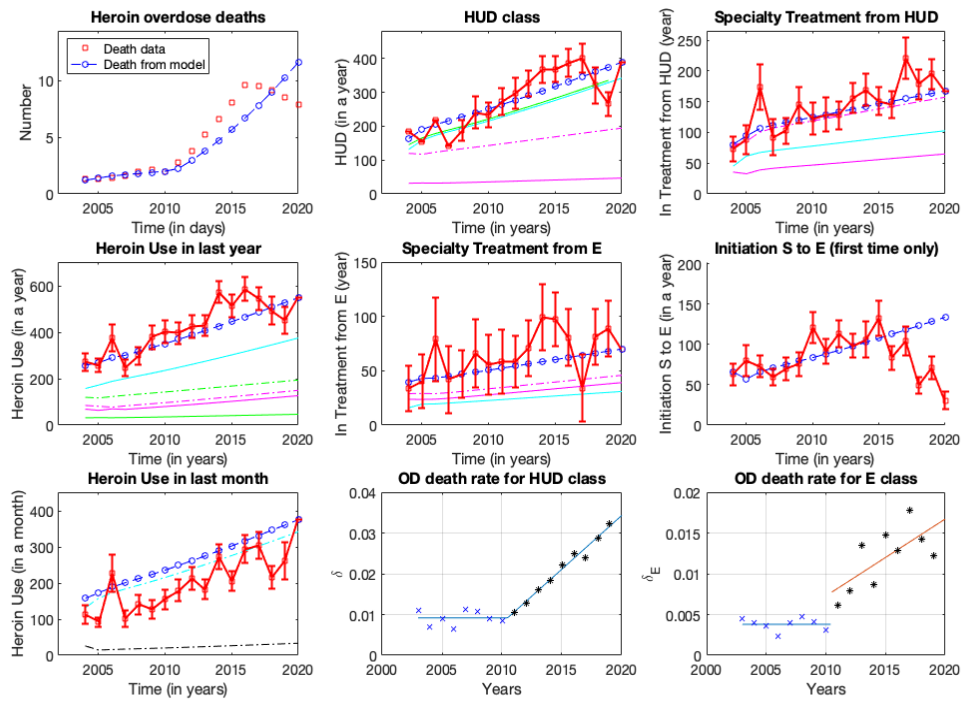 Heroin overdose deaths
Number
10
5
0
2005 2010 2015 2020
Time (in days)
Death data
Death from model
HUD class
HUD (in a year)
400
300
200
100
0
2005 2010 2015 2020
Time (in years)
Specialty Treatment from HUD
In Treatment from HUD (year)
250
200
150
100
50
0
2005 2010 2015 2020
Time (in years)
Heroin Use in last year
Heroin Use (in a year)
600
400
200
0
2005 2010 2015 2020
Time (in years)
Specialty Treatment from E
In Treatment from E (year)
150
100
50
0
2005 2010 2015 2020
Time (in years)
Initiation S to E (first time only)
Initiation S to E (in a year)
200
150
100
50
0
2005 2010 2015 2020
Time (in years)
Heroin Use in last month
Heroin Use (in a month)
400
300
200
100
0
2005 2010 2015 2020
Time (in years)
OD death rate for HUD class
δ
0.04
0.03
0.02
0.01
0
2000 2005 2010 2015 2020
Years
OD death rate for E class
δE
0.02
0.015
0.01
0.005
0
2000 2005 2010 2015 2020
Years